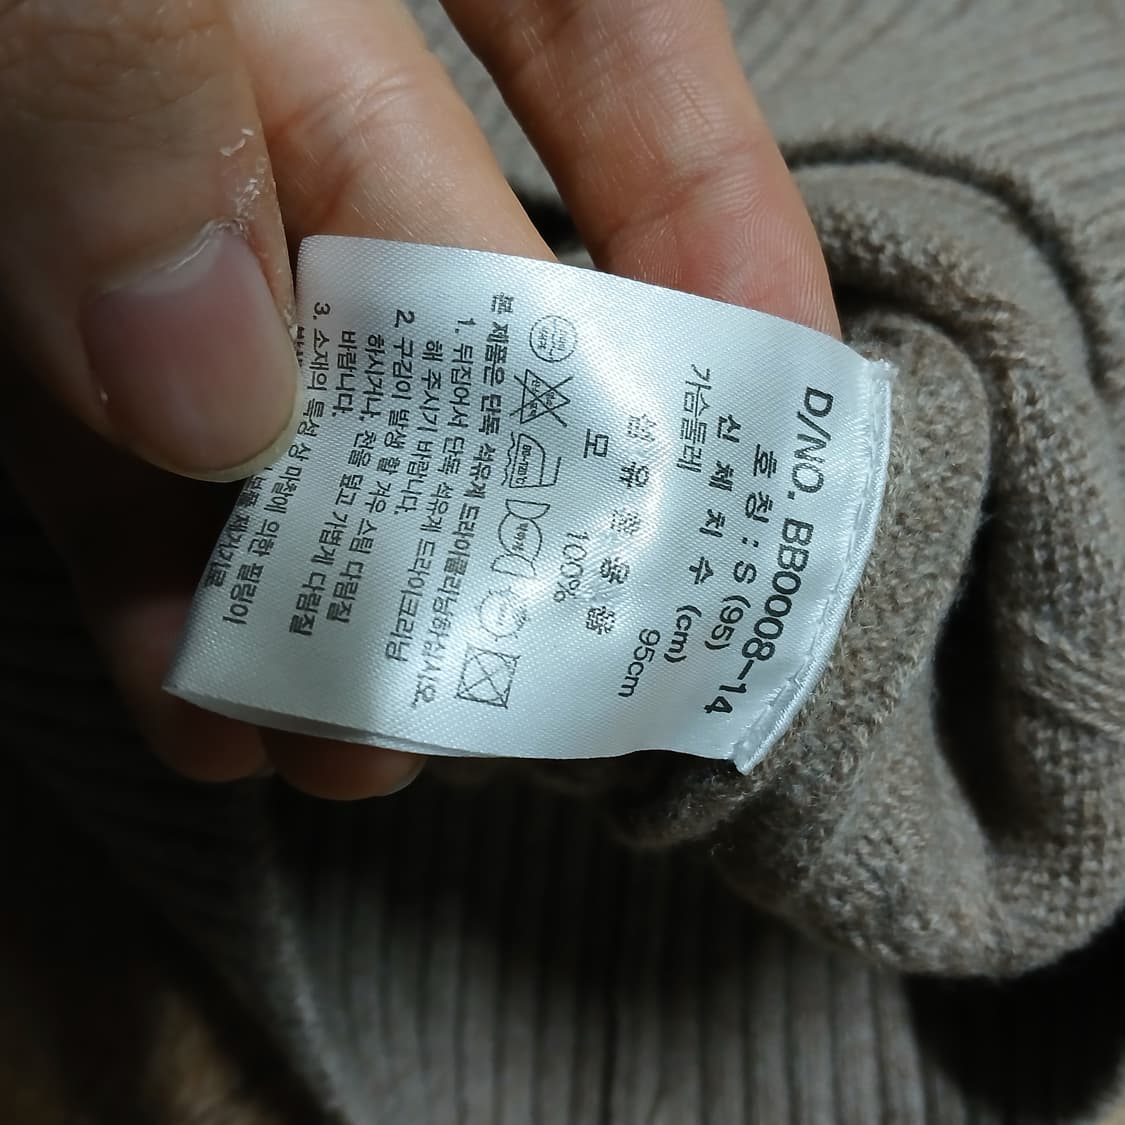 D/NO. BB0008-14
호칭 : S (95)
신체치수 (cm)
가슴둘레 95cm
섬유혼용율
모 100%
본 제품은 단독 석유계 드라이클리닝하십시요.
1. 뒤집어서 단독 석유계 드라이크리닝
해 주시기 바랍니다.
2. 구김이 발생 할 경우 스팀 다림질
하시거나, 천을 덮고 가볍게 다림질
바랍니다.
3. 소재의 특성 상 마찰에 의한 필링이